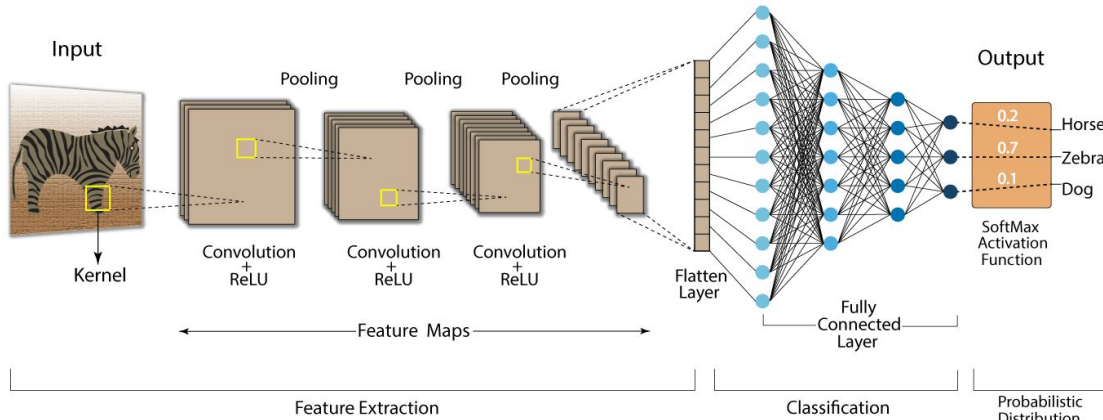 Input
Output
Pooling
Pooling
Pooling
Kernel
Convolution
+
ReLU
Convolution
+
ReLU
Convolution
+
ReLU
Feature Maps
Flatten
Layer
Fully
Connected
Layer
0.2
Horse
0.7
Zebra
0.1
Dog
SoftMax
Activation
Function
Feature Extraction
Classification
Probabilistic
Distribution